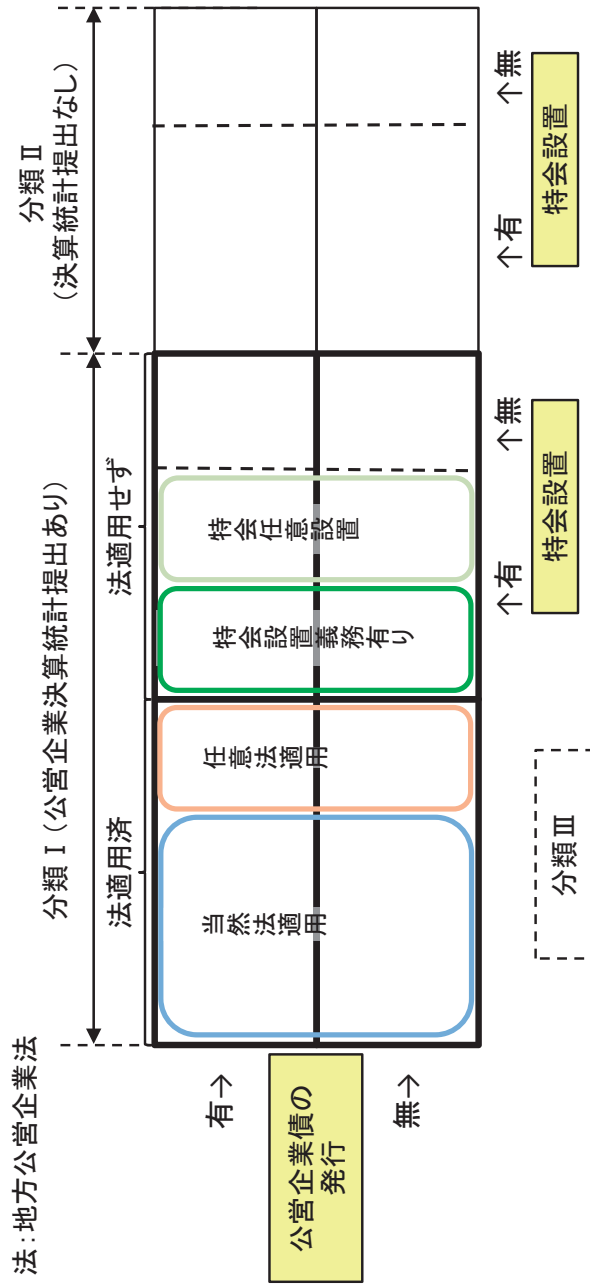 法：地方公営企業法
分類Ⅰ（公営企業決算統計提出あり）
分類Ⅱ
（決算統計提出なし）
法適用済
法適用せず
公営企業債の
発行
有→
無→
当然法適用
任意法適用
特会設置義務有り
特会任意設置
分類Ⅲ
↑有
↑無
特会設置
↑有
↑無
特会設置